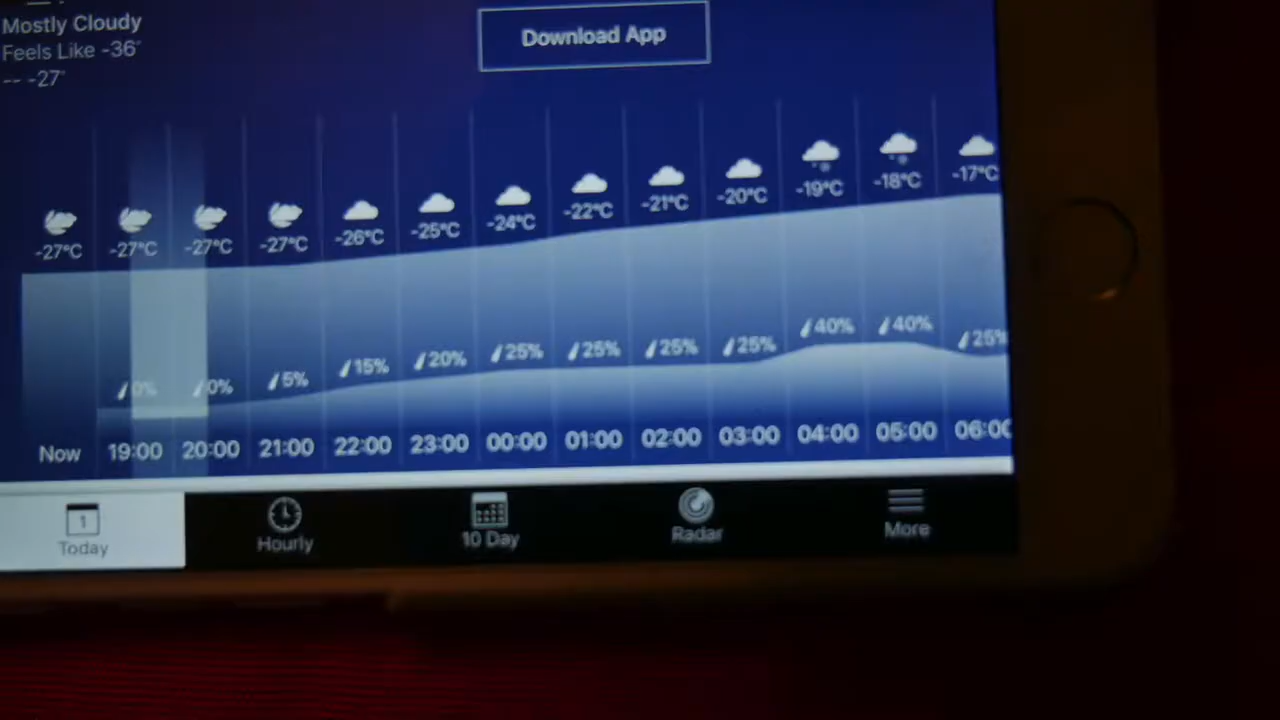 Mostly Cloudy
Feels Like -36°
-- -27°
Download App
-27°C -27°C -27°C -27°C -26°C -25°C -24°C -22°C -21°C -20°C -19°C -18°C -17°C
0% 0% 5% 15% 20% 25% 25% 25% 25% 40% 40% 25%
Now 19:00 20:00 21:00 22:00 23:00 00:00 01:00 02:00 03:00 04:00 05:00 06:00
1
Today Hourly 10 Day Radar More